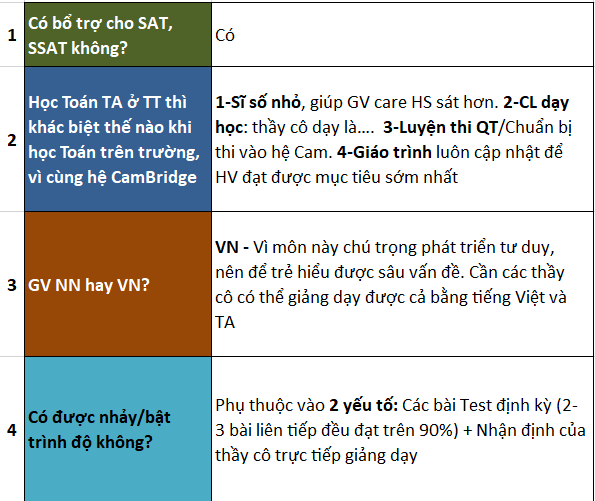 1
Có bổ trợ cho SAT,
SSAT không?
Có
2
Học Toán TA ở TT thì
khác biệt thế nào khi
học Toán trên trường,
vì cùng hệ CamBridge
1-Sĩ số nhỏ, giúp GV care HS sát hơn. 2-CL dạy
học: thầy cô dạy là.... 3-Luyện thi QT/Chuẩn bị
thi vào hệ Cam. 4-Giáo trình luôn cập nhật để
HV đạt được mục tiêu sớm nhất
3
GV NN hay VN?
VN - Vì môn này chú trọng phát triển tư duy,
nên để trẻ hiểu được sâu vấn đề. Cần các thầy
cô có thể giảng dạy được cả bằng tiếng Việt và
TA
4
Có được nhảy/bật
trình độ không?
Phụ thuộc vào 2 yếu tố: Các bài Test định kỳ (2-
3 bài liên tiếp đều đạt trên 90%) + Nhận định của
thầy cô trực tiếp giảng dạy